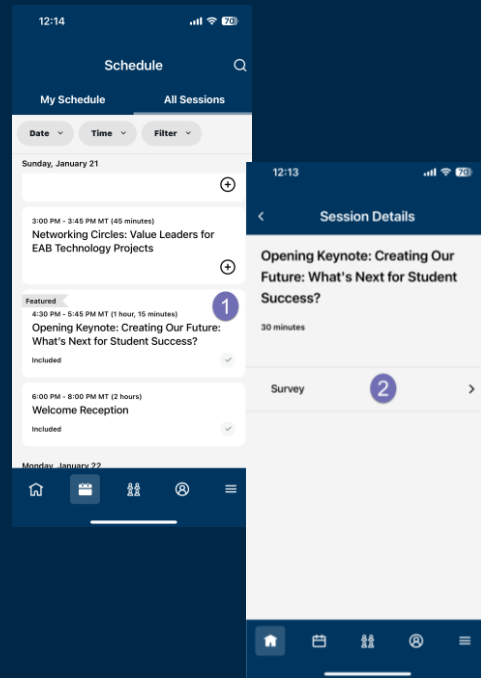 12:14
70
Schedule
My Schedule
All Sessions
Date
Time
Filter
Sunday, January 21
3:00 PM - 3:45 PM MT (45 minutes)
Networking Circles: Value Leaders for
EAB Technology Projects
Featured
4:30 PM - 5:45 PM MT (1 hour, 15 minutes)
1
Opening Keynote: Creating Our Future:
What's Next for Student Success?
Included
6:00 PM - 8:00 PM MT (2 hours)
Welcome Reception
Included
Monday, January 22
12:13
70
Session Details
Opening Keynote: Creating Our
Future: What's Next for Student
Success?
30 minutes
Survey
2